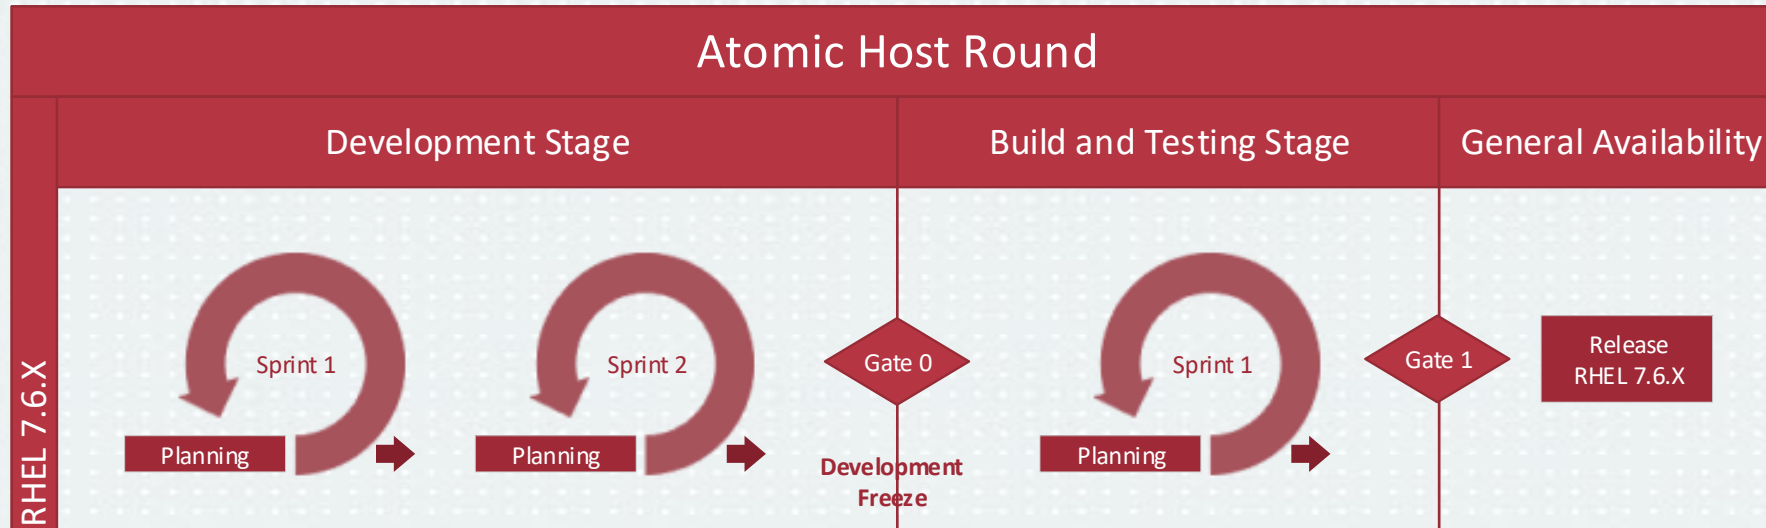 Atomic Host Round
Development Stage
Build and Testing Stage
General Availability
RHEL 7.6.X
Sprint 1
Planning
Sprint 2
Planning
Gate 0
Development
Freeze
Sprint 1
Planning
Gate 1
Release
RHEL 7.6.X